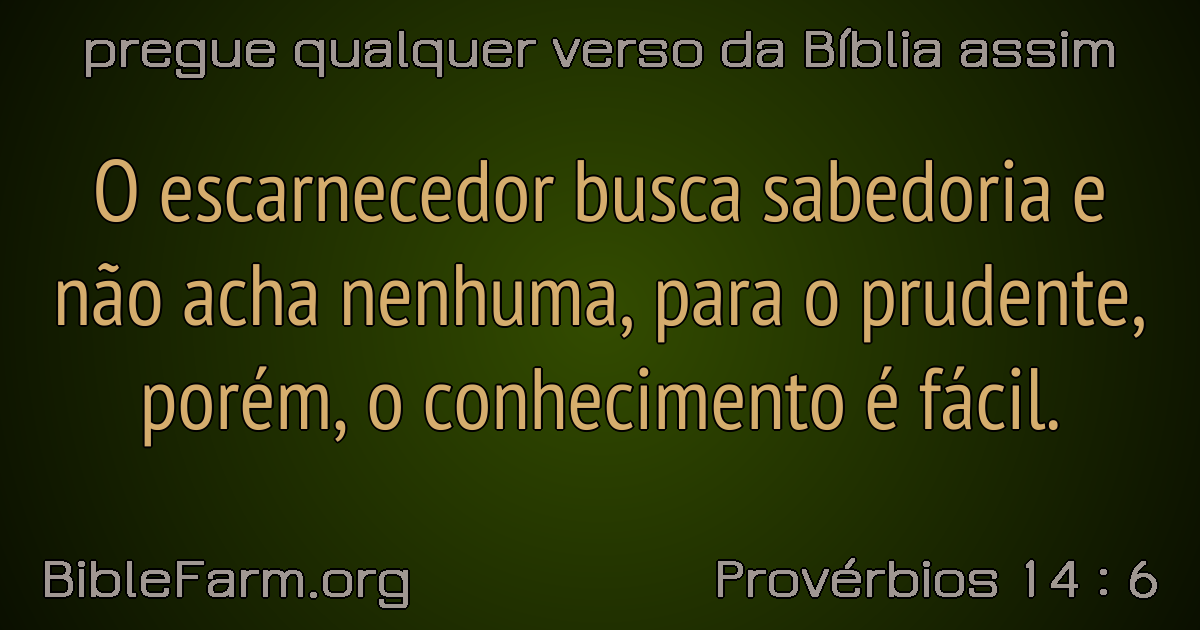 pregue qualquer verso da Bíblia assim
O escarnecedor busca sabedoria e
não acha nenhuma, para o prudente,
porém, o conhecimento é fácil.
BibleFarm.org
Provérbios 14 : 6